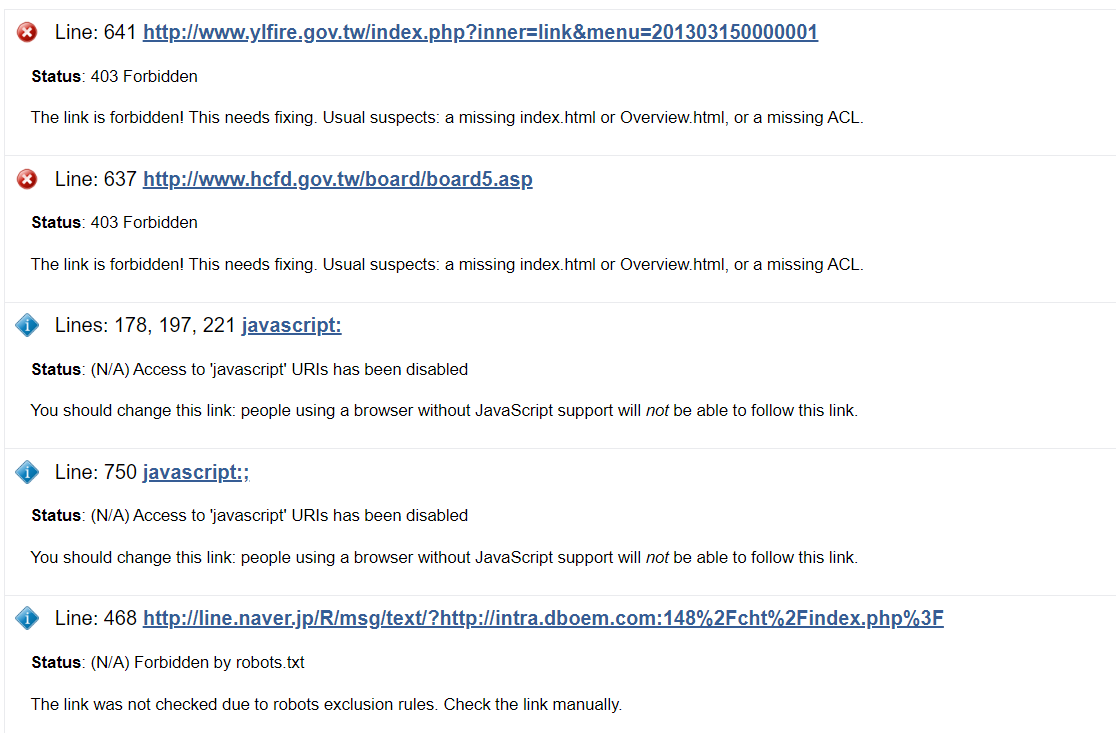 Line: 641 http://www.ylfire.gov.tw/index.php?inner=link&menu=201303150000001
Status: 403 Forbidden
The link is forbidden! This needs fixing. Usual suspects: a missing index.html or Overview.html, or a missing ACL.
Line: 637 http://www.hcfd.gov.tw/board/board5.asp
Status: 403 Forbidden
The link is forbidden! This needs fixing. Usual suspects: a missing index.html or Overview.html, or a missing ACL.
Lines: 178, 197, 221 javascript:
Status: (N/A) Access to 'javascript' URIs has been disabled
You should change this link: people using a browser without JavaScript support will not be able to follow this link.
Line: 750 javascript:;
Status: (N/A) Access to 'javascript' URIs has been disabled
You should change this link: people using a browser without JavaScript support will not be able to follow this link.
Line: 468 http://line.naver.jp/R/msg/text/?http://intra.dboem.com:148%2Fcht%2Findex.php%3F
Status: (N/A) Forbidden by robots.txt
The link was not checked due to robots exclusion rules. Check the link manually.